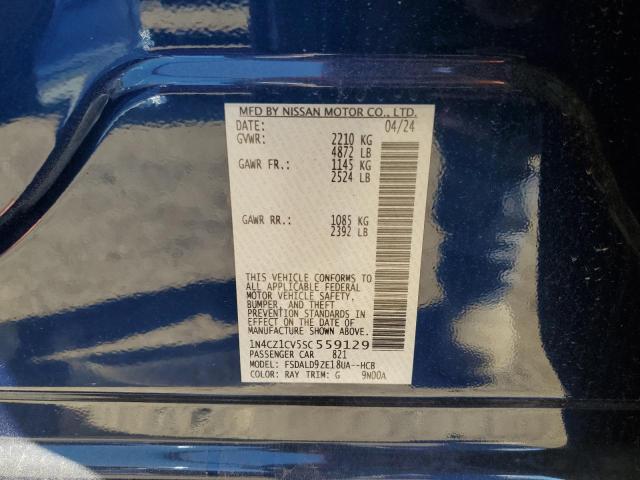 MFD BY NISSAN MOTOR CO., LTD.
DATE: 04/24
GVWR: 2210 KG
4872 LB
GAWR FR.: 1145 KG
2524 LB
GAWR RR.: 1085 KG
2392 LB
THIS VEHICLE CONFORMS TO
ALL APPLICABLE FEDERAL
MOTOR VEHICLE SAFETY,
BUMPER, AND THEFT
PREVENTION STANDARDS IN
EFFECT ON THE DATE OF
MANUFACTURE SHOWN ABOVE.
1N4CZ1CV5SC559129
PASSENGER CAR 821
MODEL: FSDALD9ZE18UA--HCB
COLOR: RAY TRIM: G 9N00A